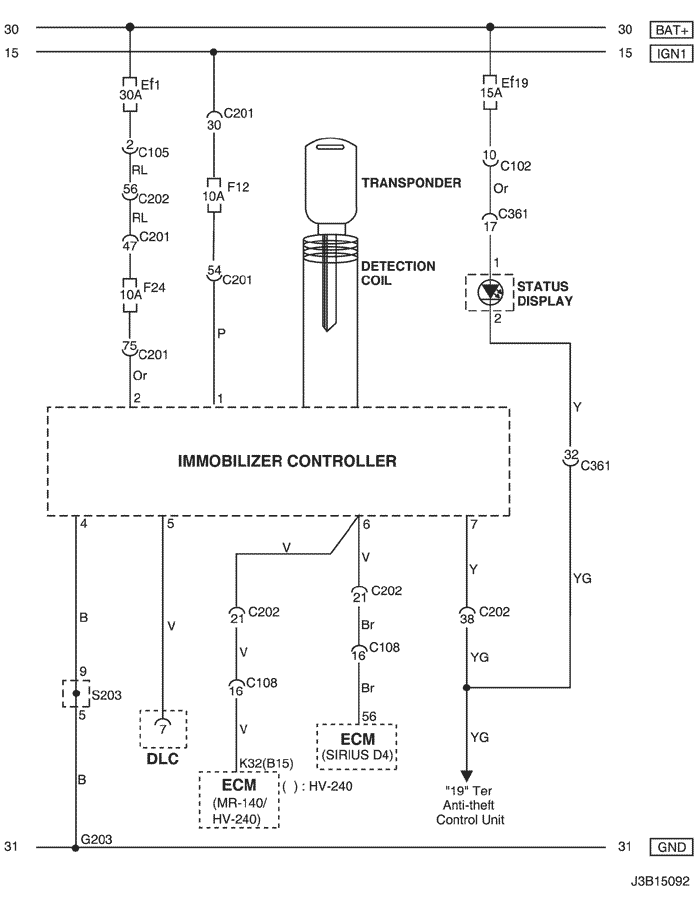 30 30 BAT+
15 15 IGN1
Ef1
30A
Ef19
15A
C201
30
2
C105
RL
10
C102
56
C202
F12
10A
TRANSPONDER
Or
RL
C361
17
C201
47
DETECTION
COIL
1
54
C201
F24
10A
STATUS
DISPLAY
2
75
C201
P
Or
2
1
Y
32
C361
IMMOBILIZER CONTROLLER
4
5
6
7
V
V
Y
YG
C202
21
C202
21
C202
38
B
V
Br
V
C108
16
YG
9
S203
5
C108
16
Br
7
DLC
V
56
ECM
(SIRIUS D4)
YG
K32(B15)
B
ECM
(MR-140/
HV-240)
( ) : HV-240
"19" Ter
Anti-theft
Control Unit
G203
31 31 GND
J3B15092